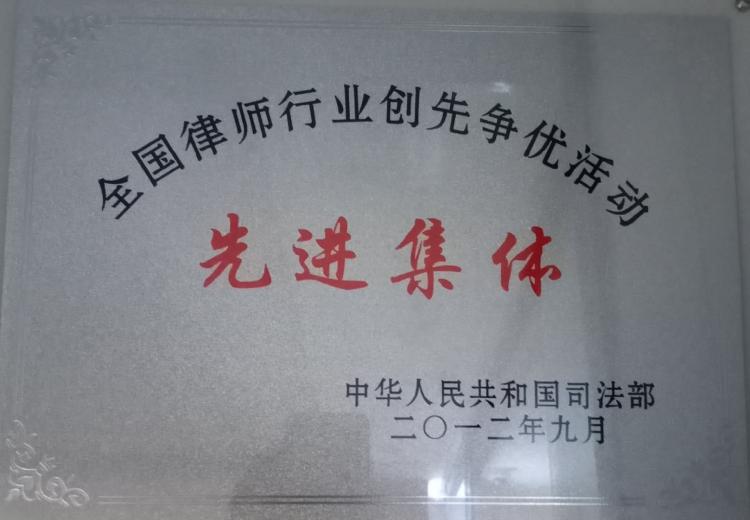 全国律师行业创先争优活动
先进集体
中华人民共和国司法部
二〇一二年九月